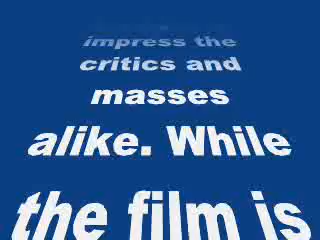 impress the
critics and
masses
alike. While
the film is